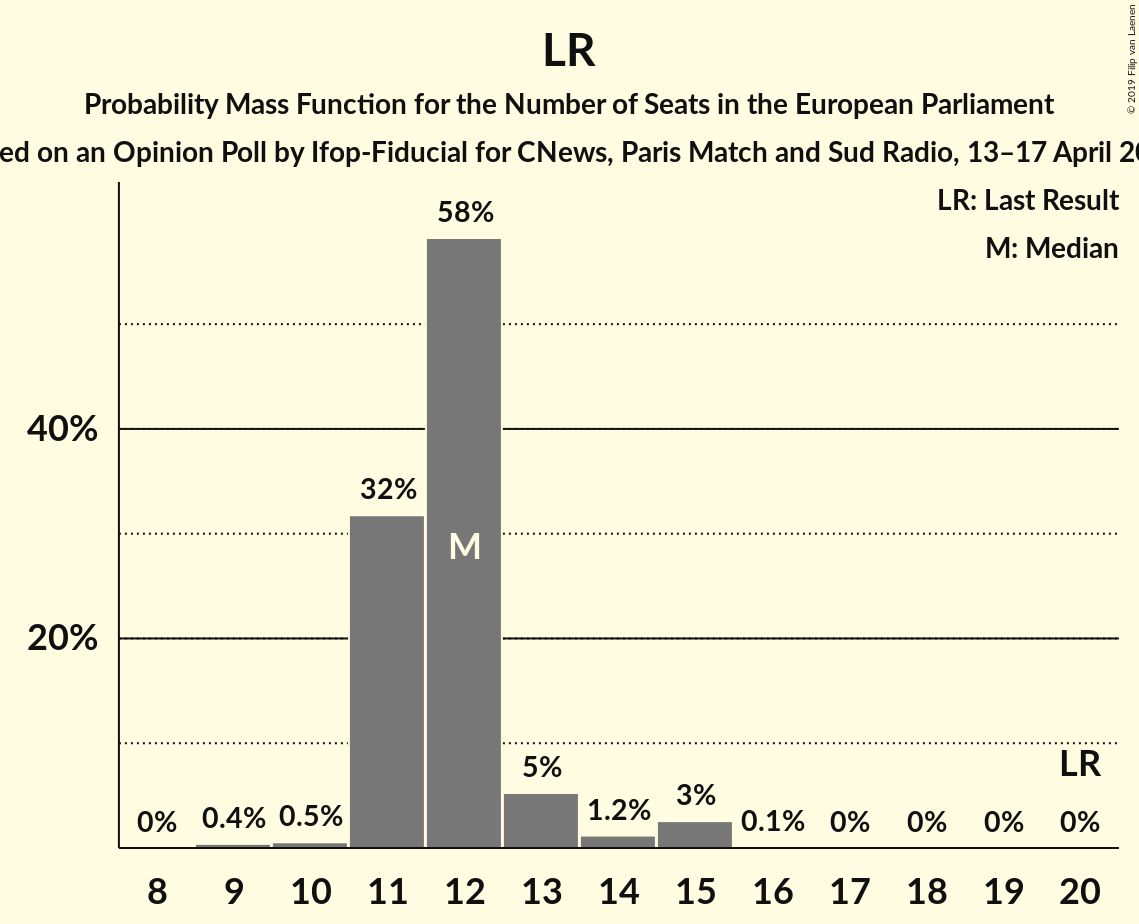 LR
Probability Mass Function for the Number of Seats in the European Parliament
ed on an Opinion Poll by Ifop-Fiducial for CNews, Paris Match and Sud Radio, 13–17 April 20
© 2019 Filip van Laenen
LR: Last Result
M: Median
58%
40%
32%
M
20%
LR
5%
3%
0% 0.4% 0.5% 1.2% 0.1% 0% 0% 0% 0%
8 9 10 11 12 13 14 15 16 17 18 19 20